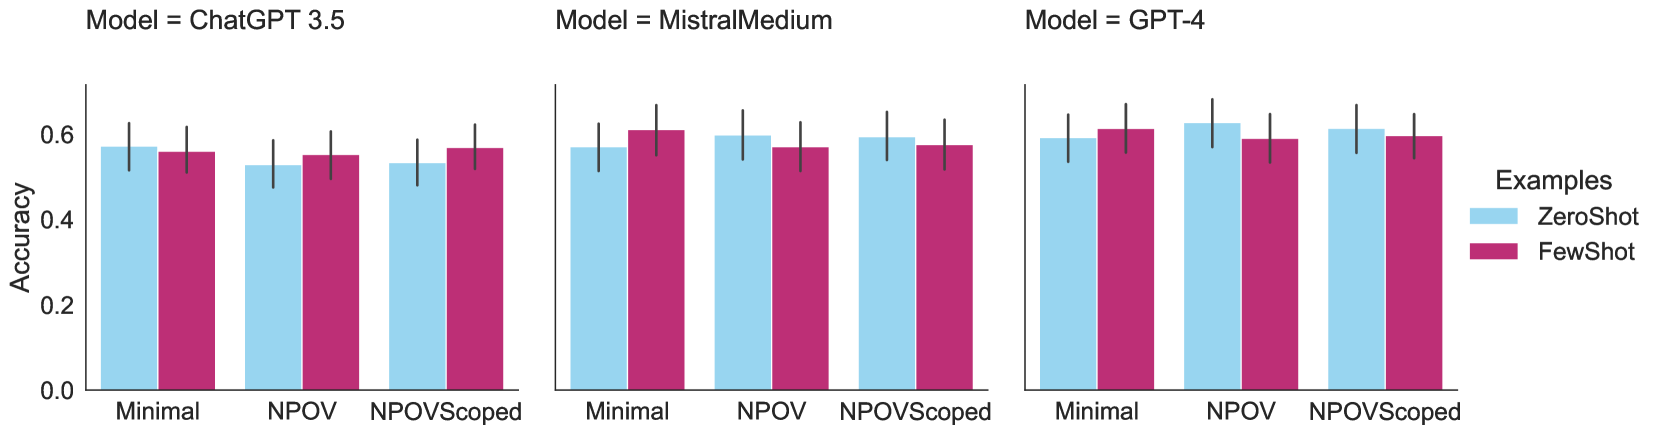 Model = ChatGPT 3.5
Model = MistralMedium
Model = GPT-4
Accuracy
0.6
0.4
0.2
0.0
Minimal NPOV NPOVScoped
Minimal NPOV NPOVScoped
Minimal NPOV NPOVScoped
Examples
ZeroShot
FewShot